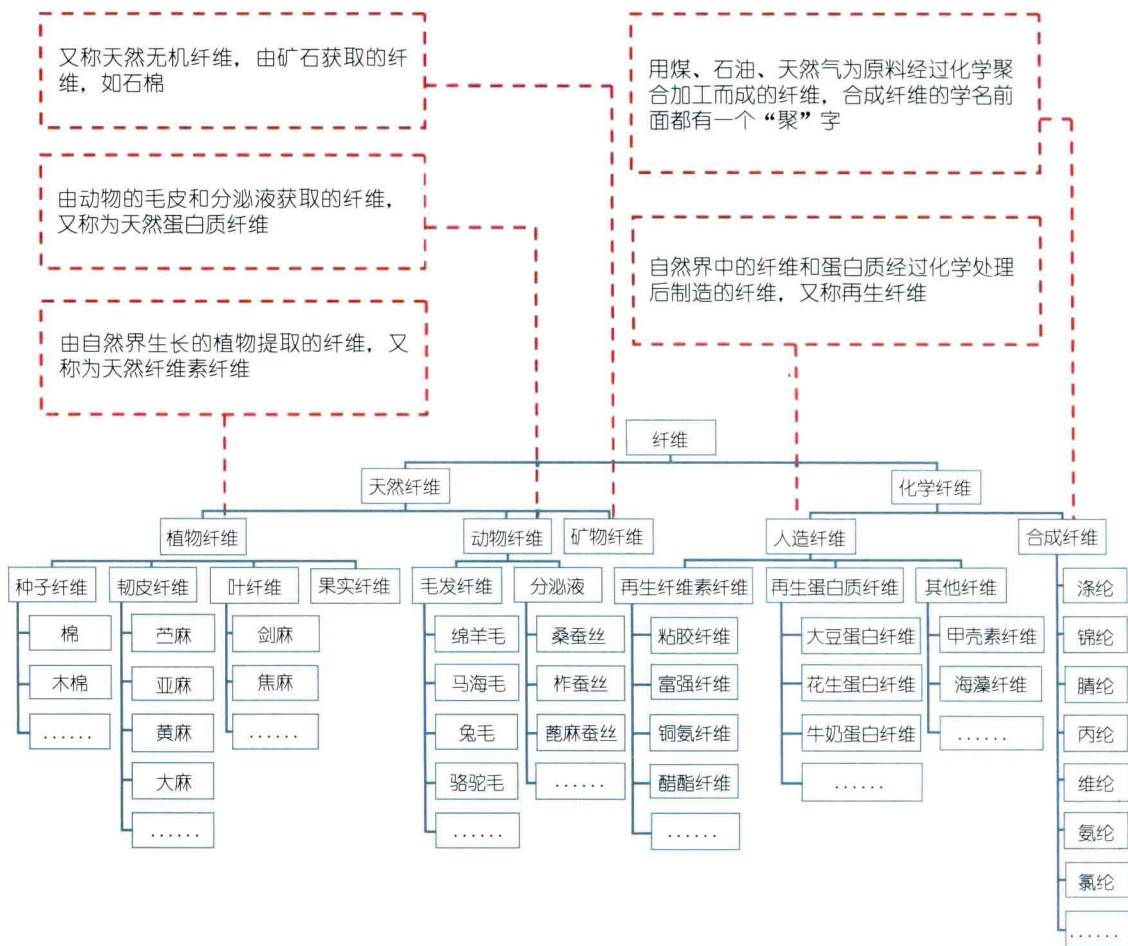 又称天然无机纤维，由矿石获取的纤
维，如石棉
用煤、石油、天然气为原料经过化学聚
合加工而成的纤维，合成纤维的学名前
面都有一个“聚”字
由动物的毛皮和分泌液获取的纤维，
又称为天然蛋白质纤维
自然界中的纤维和蛋白质经过化学处理
后制造的纤维，又称再生纤维
由自然界生长的植物提取的纤维，又
称为天然纤维素纤维
纤维
天然纤维
化学纤维
植物纤维
动物纤维
矿物纤维
人造纤维
合成纤维
种子纤维
韧皮纤维
叶纤维
果实纤维
毛发纤维
分泌液
再生纤维素纤维
再生蛋白质纤维
其他纤维
棉
木棉
......
苎麻
亚麻
黄麻
大麻
......
剑麻
焦麻
......
绵羊毛
马海毛
兔毛
骆驼毛
......
桑蚕丝
柞蚕丝
蓖麻蚕丝
......
粘胶纤维
富强纤维
铜氨纤维
醋酯纤维
......
大豆蛋白纤维
花生蛋白纤维
牛奶蛋白纤维
......
甲壳素纤维
海藻纤维
......
涤纶
锦纶
腈纶
丙纶
维纶
氨纶
氯纶
......